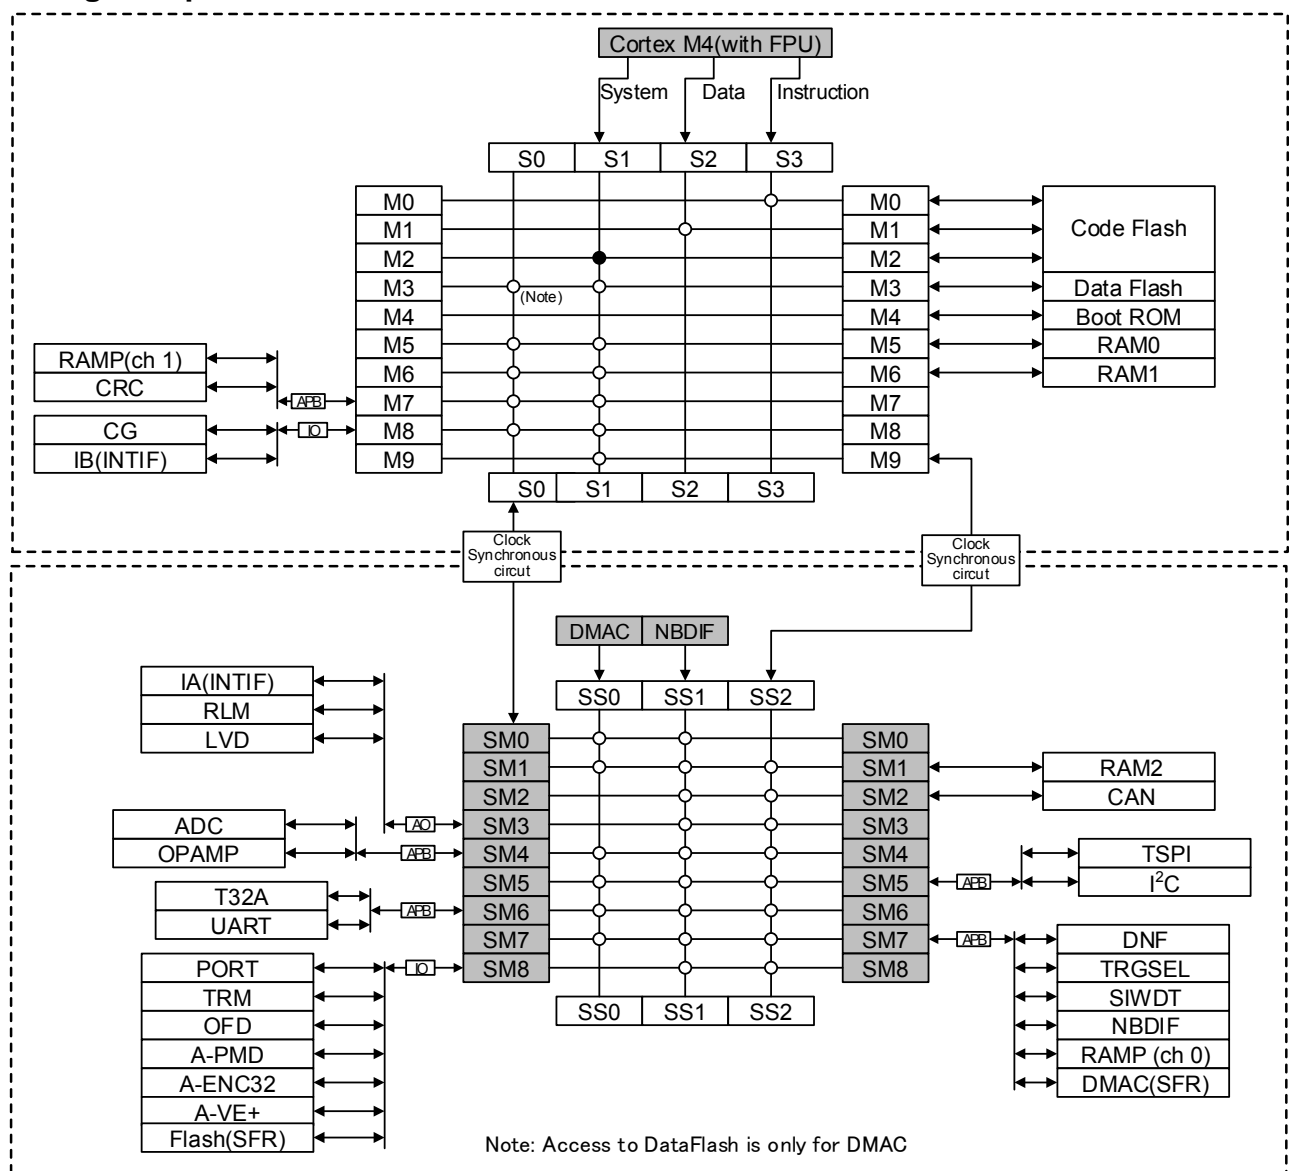 Cortex M4(with FPU)
System Data Instruction
S0 S1 S2 S3
M0 M0
M1 M1 Code Flash
M2 M2
M3 (Note) M3 Data Flash
M4 M4 Boot ROM
RAMP(ch 1) M5 M5 RAM0
CRC M6 M6 RAM1
APB M7 M7
CG IO M8 M8
IB(INTIF) M9 M9
S0 S1 S2 S3
Clock
Synchronous
circut
Clock
Synchronous
circut
DMAC NBDIF
IA(INTIF)
RLM
LVD
SS0 SS1 SS2
SM0 SM0
SM1 SM1 RAM2
SM2 SM2 CAN
ADC AO SM3 SM3
OPAMP APB SM4 SM4 TSPI
T32A SM5 SM5 APB I2C
UART APB SM6 SM6
SM7 SM7 APB DNF
PORT IO SM8 SM8 TRGSEL
TRM SIWDT
OFD SS0 SS1 SS2 NBDIF
A-PMD RAMP (ch 0)
A-ENC32 DMAC(SFR)
A-VE+
Flash(SFR)
Note: Access to DataFlash is only for DMAC